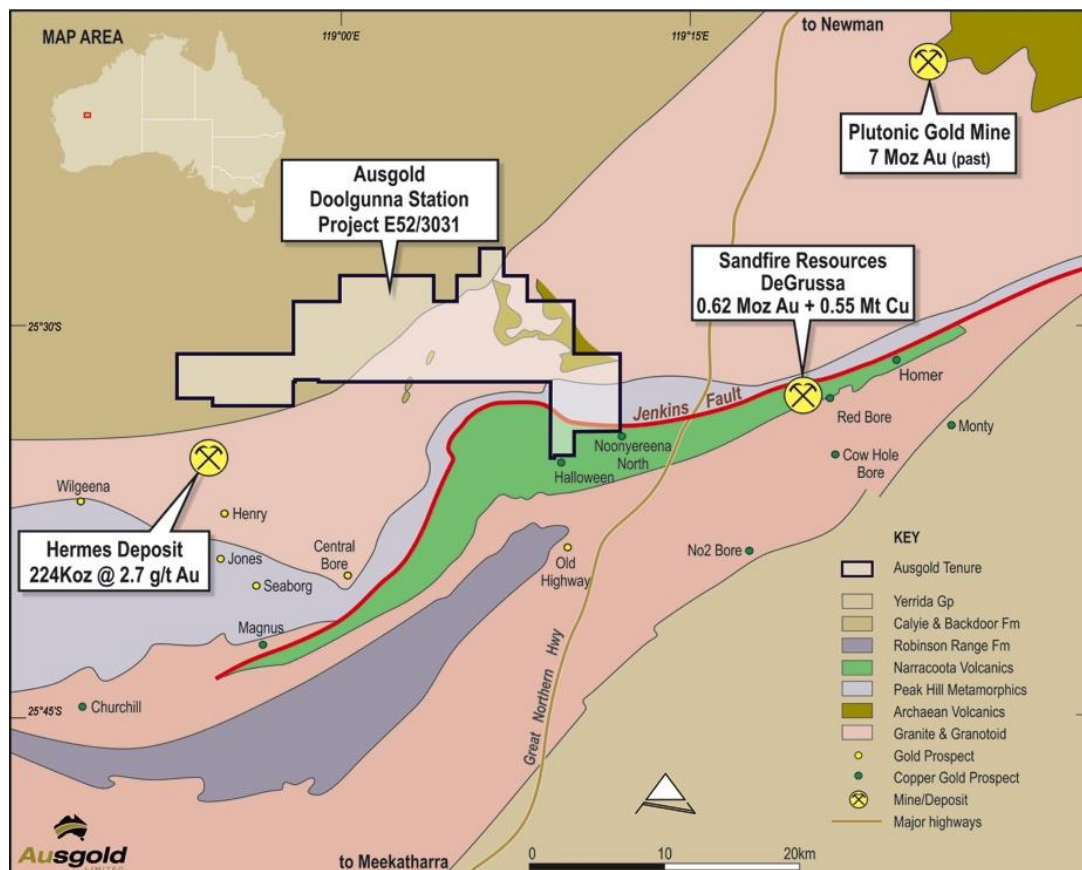 MAP AREA
119°00'E
119°15'E
to Newman
Plutonic Gold Mine
7 Moz Au (past)
Ausgold
Doolgunna Station
Project E52/3031
Sandfire Resources
DeGrussa
0.62 Moz Au + 0.55 Mt Cu
25°30'S
Jenkins Fault
Homer
Red Bore
Monty
Noonyereena
North
Halloween
Cow Hole
Bore
Wilgeena
Henry
Hermes Deposit
224Koz @ 2.7 g/t Au
Jones
Seaborg
Central
Bore
Old
Highway
No2 Bore
Magnus
Churchill
25°45'S
Great Northern Hwy
KEY
Ausgold Tenure
Yerrida Gp
Calyie & Backdoor Fm
Robinson Range Fm
Narracoota Volcanics
Peak Hill Metamorphics
Archaean Volcanics
Granite & Granotoid
Gold Prospect
Copper Gold Prospect
Mine/Deposit
Major highways
Ausgold
LIMITED
to Meekatharra
0 10 20km